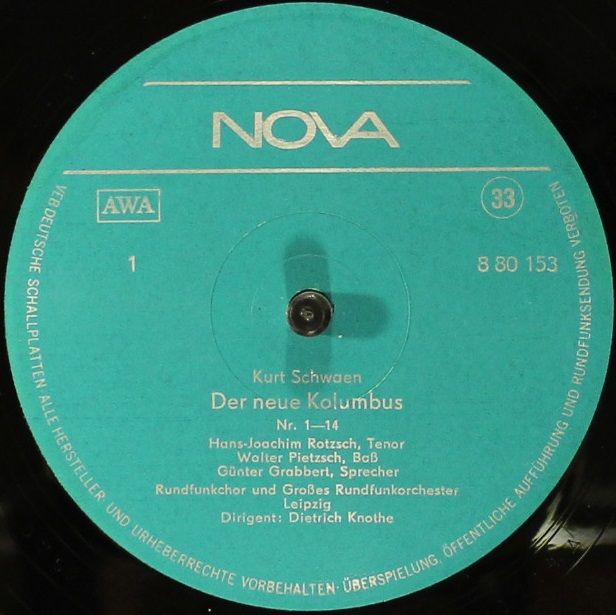 NOVA
AWA
33
1
8 80 153
Kurt Schwaen
Der neue Kolumbus
Nr. 1—14
Hans-Joachim Rotzsch, Tenor
Walter Pietzsch, Baß
Günter Grabbert, Sprecher
Rundfunkchor und Großes Rundfunkorchester
Leipzig
Dirigent: Dietrich Knothe
VEB DEUTSCHE SCHALLPLATTEN ALLE HERSTELLER- UND URHEBERRECHTE VORBEHALTEN · ÜBERSPIELUNG, ÖFFENTLICHE AUFFÜHRUNG UND RUNDFUNKSENDUNG VERBOTEN